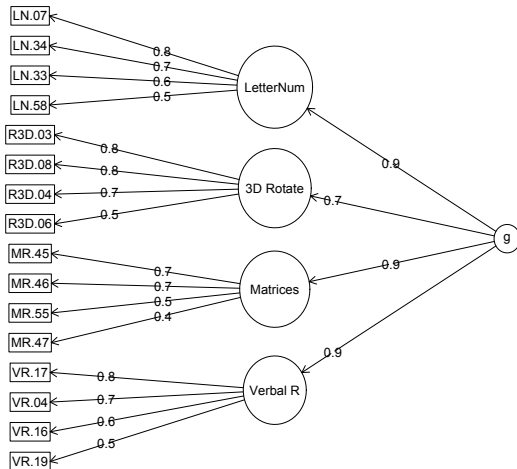 LN.07
LN.34
LN.33
LN.58
0.8
0.7
0.6
0.5
LetterNum
R3D.03
R3D.08
R3D.04
R3D.06
0.8
0.8
0.7
0.5
3D Rotate
MR.45
MR.46
MR.55
MR.47
0.7
0.7
0.5
0.4
Matrices
VR.17
VR.04
VR.16
VR.19
0.8
0.7
0.6
0.5
Verbal R
0.9
0.7
0.9
0.9
g